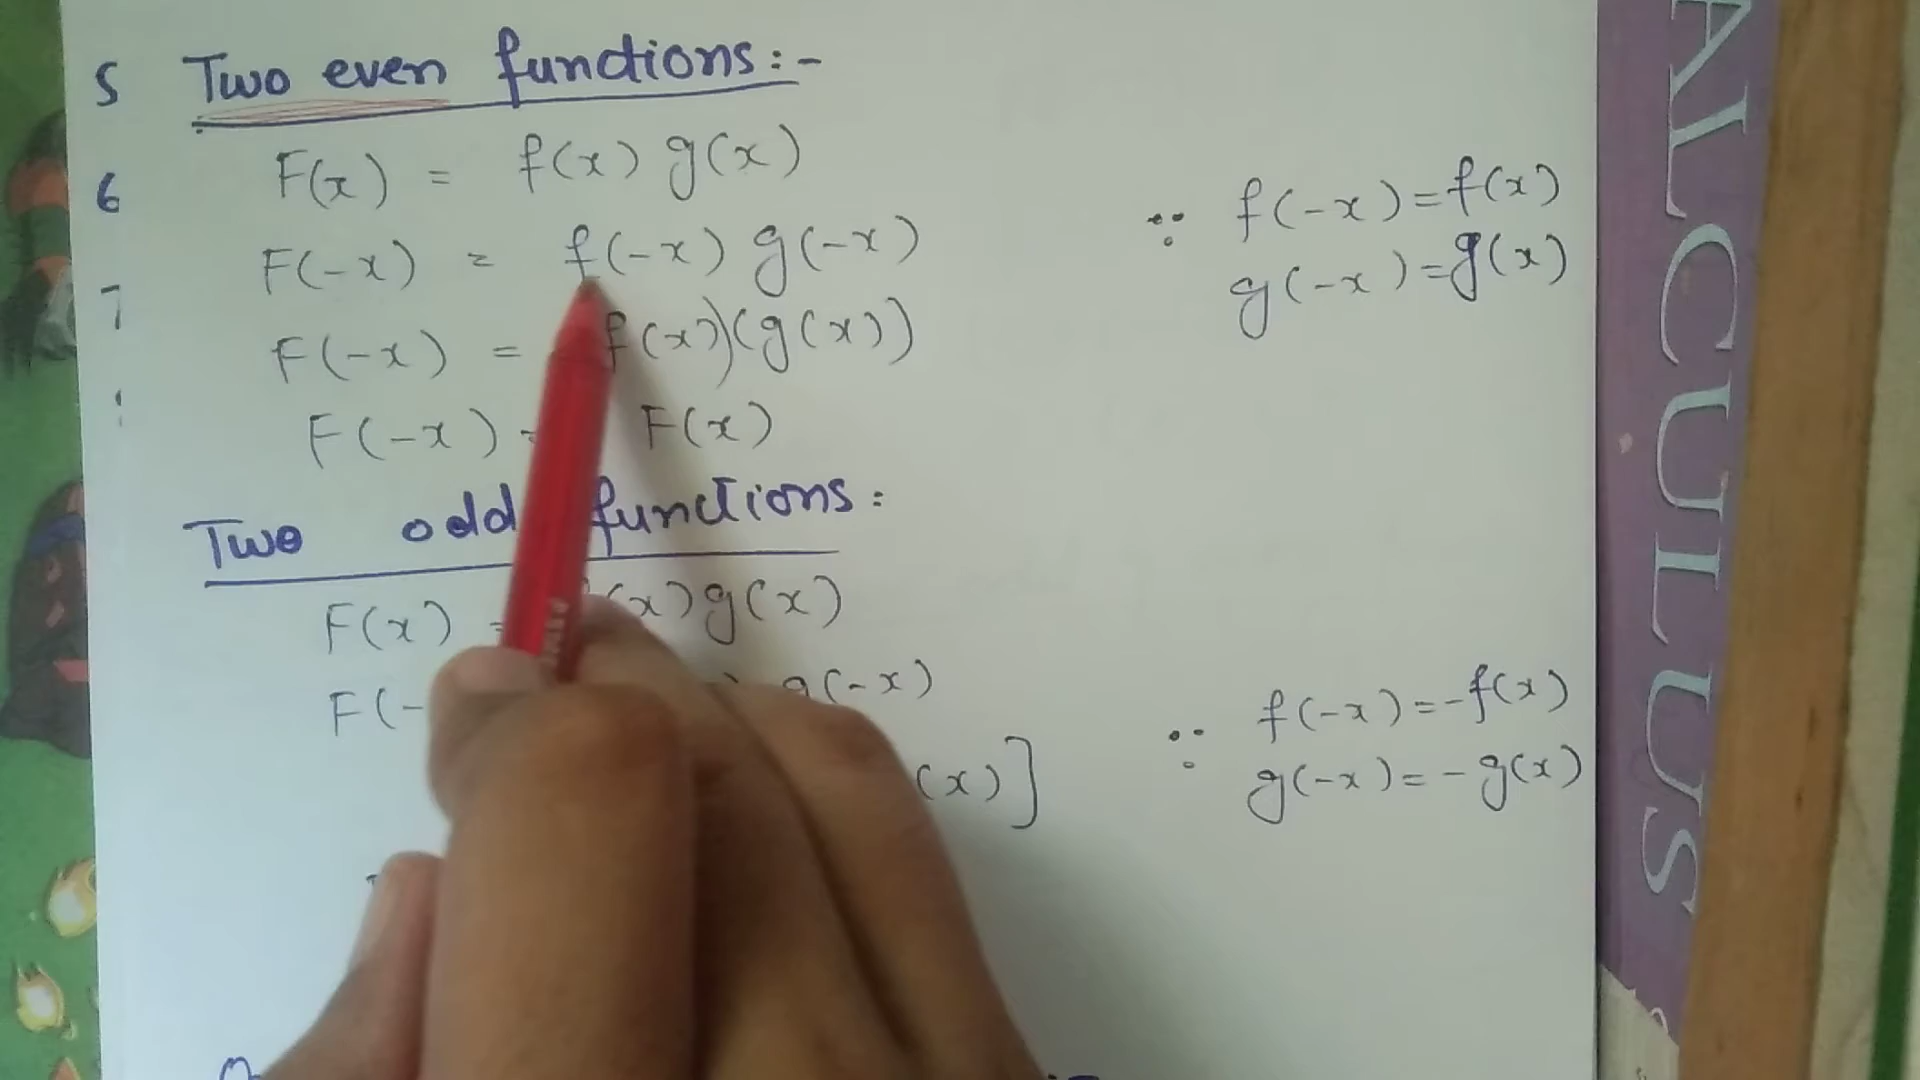 5 Two even functions:-
F(x) = f(x) g(x)
6
∵ f(-x)=f(x)
F(-x) = f(-x) g(-x)
g(-x)=g(x)
7
F(-x) = f(x))(g(x))
F(-x) = F(x)
Two odd functions:
F(x) = (x) g(x)
F(- g(-x)
∵ f(-x)=-f(x)
(x)]
g(-x)=-g(x)
ALCULUS